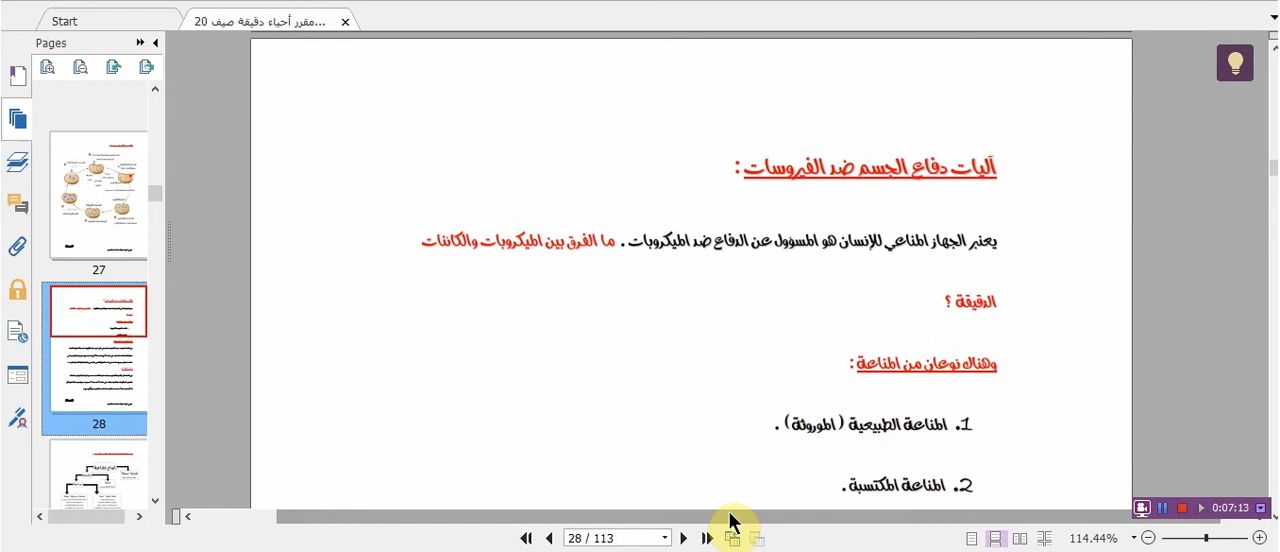 Start
مقرر أحياء دقيقة صيف 20...
Pages
27
28
آليات دفاع الجسم ضد الفيروسات :
يعتبر الجهاز المناعي للإنسان هو المسؤول عن الدفاع ضد الميكروبات . ما الفرق بين الميكروبات والكائنات
الدقيقة ؟
وهناك نوعان من المناعة :
1. المناعة الطبيعية (الموروثة) .
2. المناعة المكتسبة.
0:07:13
28 / 113
114.44%